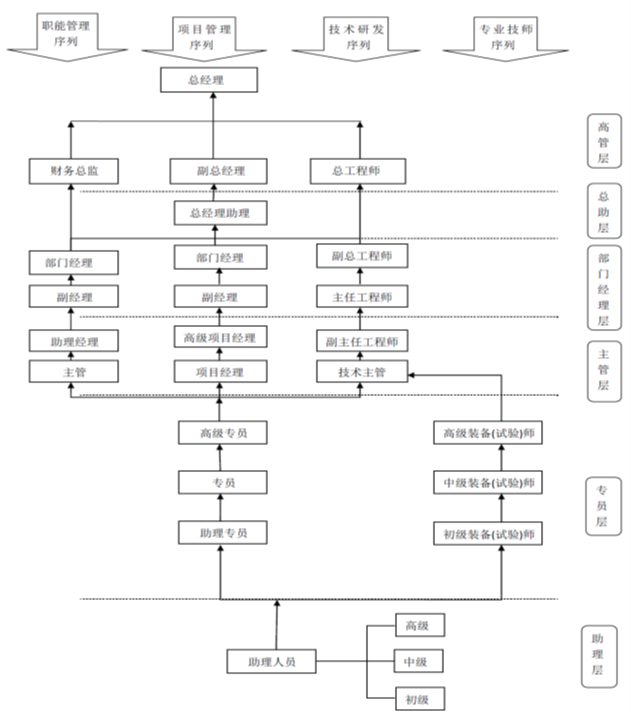 职能管理
序列
项目管理
序列
技术研发
序列
专业技师
序列
总经理
高管层
财务总监
副总经理
总工程师
总助层
总经理助理
部门经理
部门经理
副总工程师
部门经理层
副经理
副经理
主任工程师
助理经理
高级项目经理
副主任工程师
主管层
主管
项目经理
技术主管
高级专员
高级装备(试验)师
专员
中级装备(试验)师
专员层
助理专员
初级装备(试验)师
高级
助理人员
中级
助理层
初级